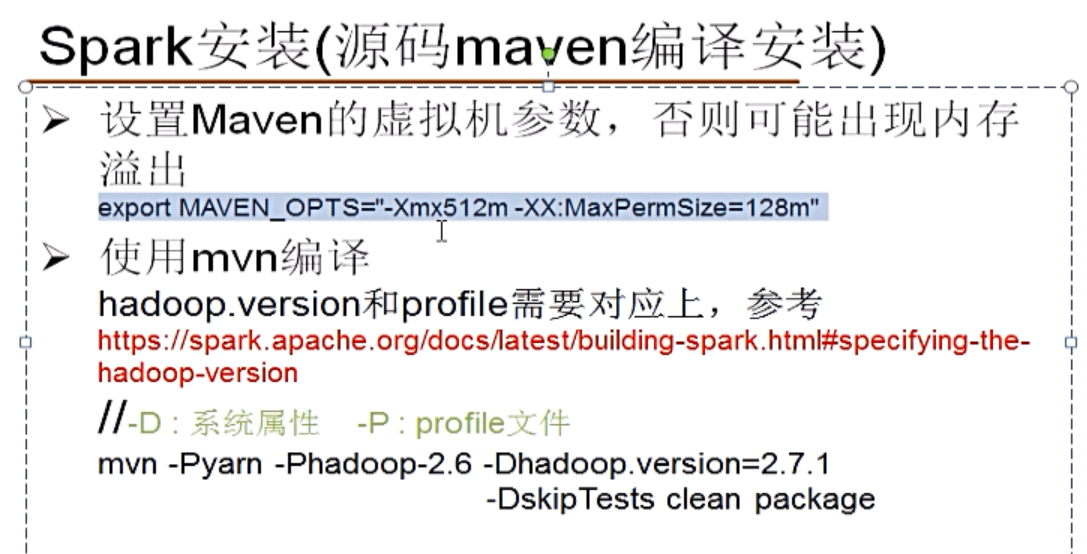 Spark安装(源码maven编译安装)
设置Maven的虚拟机参数，否则可能出现内存
溢出
export MAVEN_OPTS="-Xmx512m -XX:MaxPermSize=128m"
使用mvn编译
hadoop.version和profile需要对应上，参考
https://spark.apache.org/docs/latest/building-spark.html#specifying-the-
hadoop-version
//-D : 系统属性 -P : profile文件
mvn -Pyarn -Phadoop-2.6 -Dhadoop.version=2.7.1
-DskipTests clean package